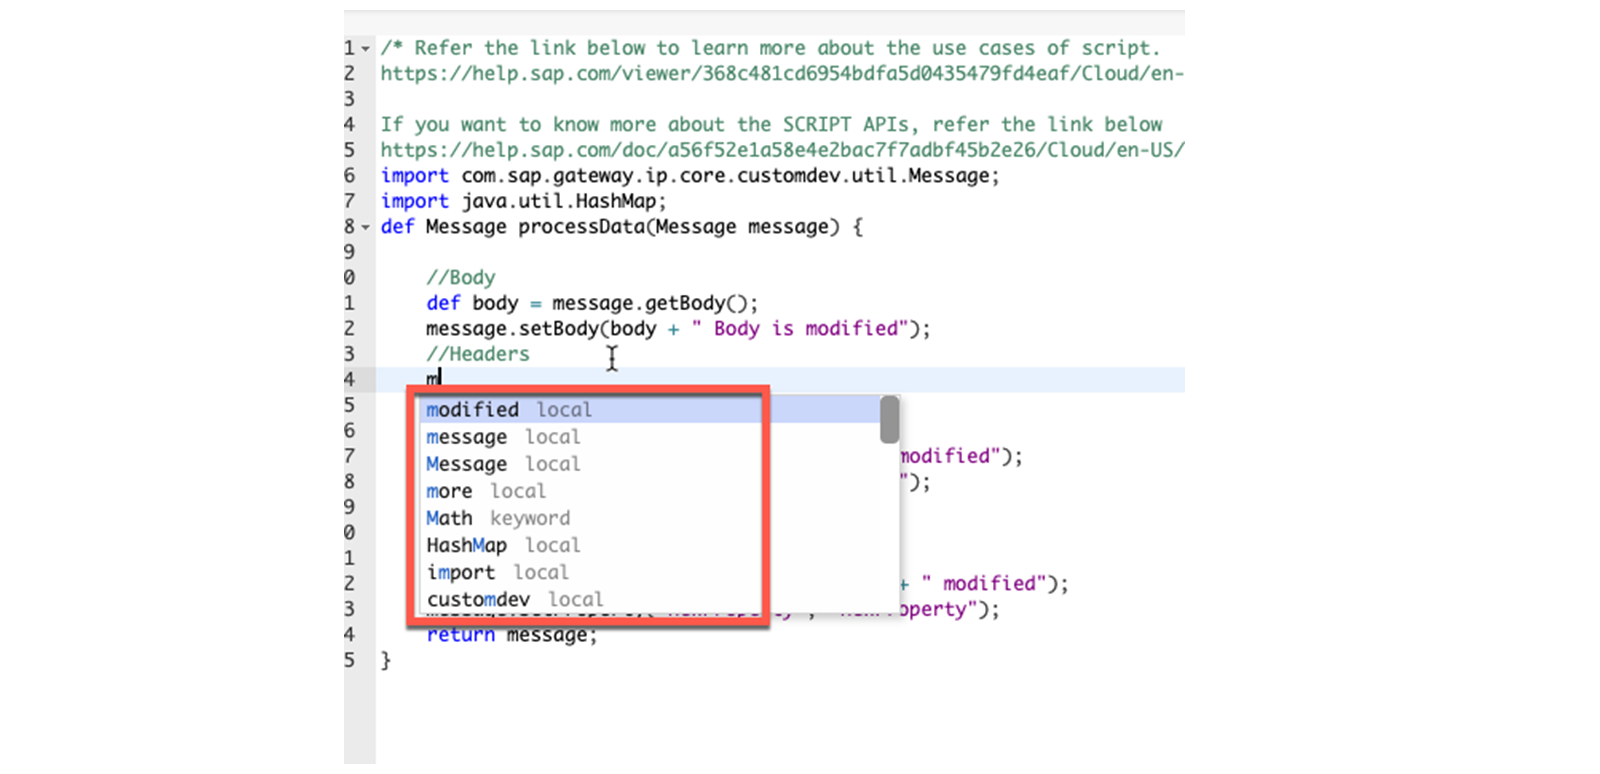 1 /* Refer the link below to learn more about the use cases of script.
2 https://help.sap.com/viewer/368c481cd6954bdfa5d0435479fd4eaf/Cloud/en-
3
4 If you want to know more about the SCRIPT APIs, refer the link below
5 https://help.sap.com/doc/a56f52e1a58e4e2bac7f7adbf45b2e26/Cloud/en-US/
6 import com.sap.gateway.ip.core.customdev.util.Message;
7 import java.util.HashMap;
8 def Message processData(Message message) {
9
0 //Body
1 def body = message.getBody();
2 message.setBody(body + " Body is modified");
3 //Headers
4 m
5 modified local
6 message local
7 Message local modified");
8 more local ");
9 Math keyword
0 HashMap local
1 import local
2 customdev local + " modified");
3 operty");
4 return message;
5 }